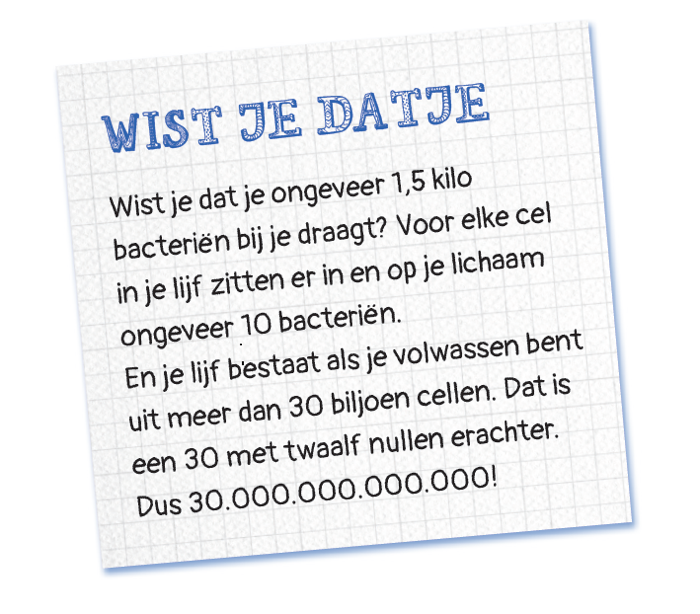 WIST JE DATJE
Wist je dat je ongeveer 1,5 kilo
bacteriën bij je draagt? Voor elke cel
in je lijf zitten er in en op je lichaam
ongeveer 10 bacteriën.
En je lijf bestaat als je volwassen bent
uit meer dan 30 biljoen cellen. Dat is
een 30 met twaalf nullen erachter.
Dus 30.000.000.000.000!